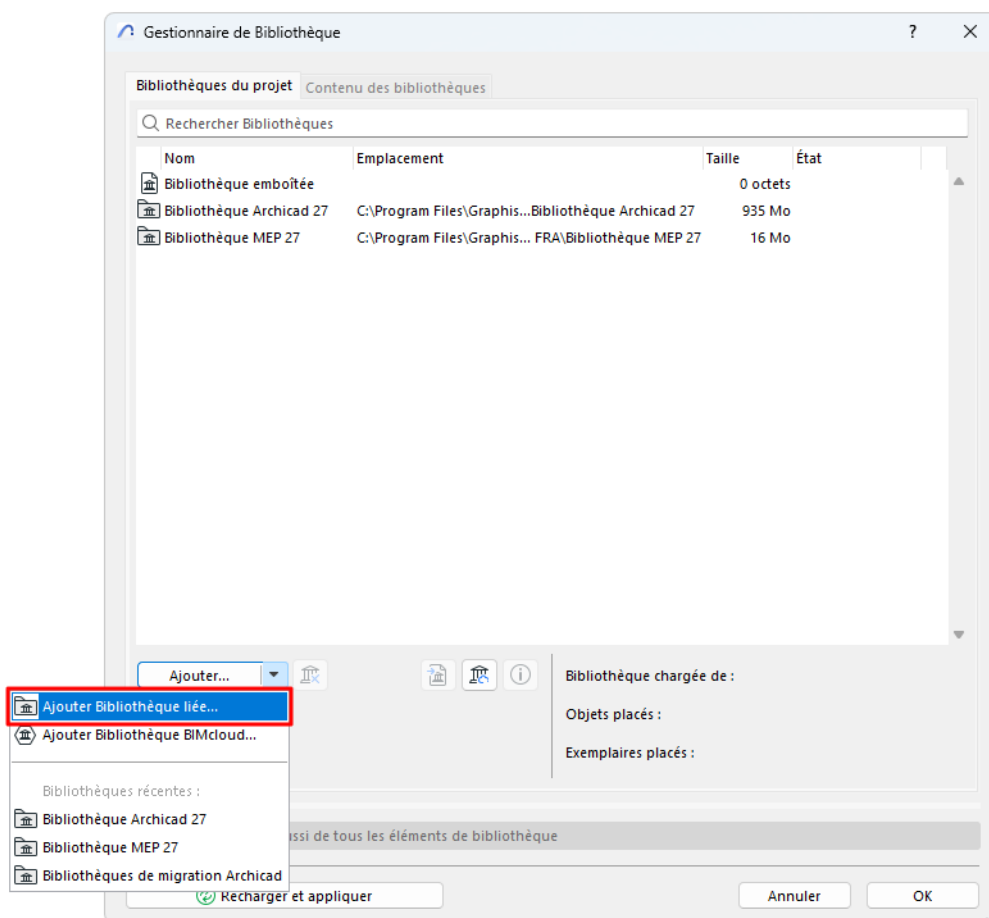 Gestionnaire de Bibliothèque ?
Bibliothèques du projet Contenu des bibliothèques
Rechercher Bibliothèques
Nom Emplacement Taille État
Bibliothèque emboîtée 0 octets
Bibliothèque Archicad 27 C:\Program Files\Graphis...Bibliothèque Archicad 27 935 Mo
Bibliothèque MEP 27 C:\Program Files\Graphis... FRA\Bibliothèque MEP 27 16 Mo
Ajouter... Bibliothèque chargée de :
Ajouter Bibliothèque liée... Objets placés :
Ajouter Bibliothèque BIMcloud... Exemplaires placés :
Bibliothèques récentes :
Bibliothèque Archicad 27
ussi de tous les éléments de bibliothèque
Bibliothèque MEP 27
Bibliothèques de migration Archicad
Recharger et appliquer Annuler OK